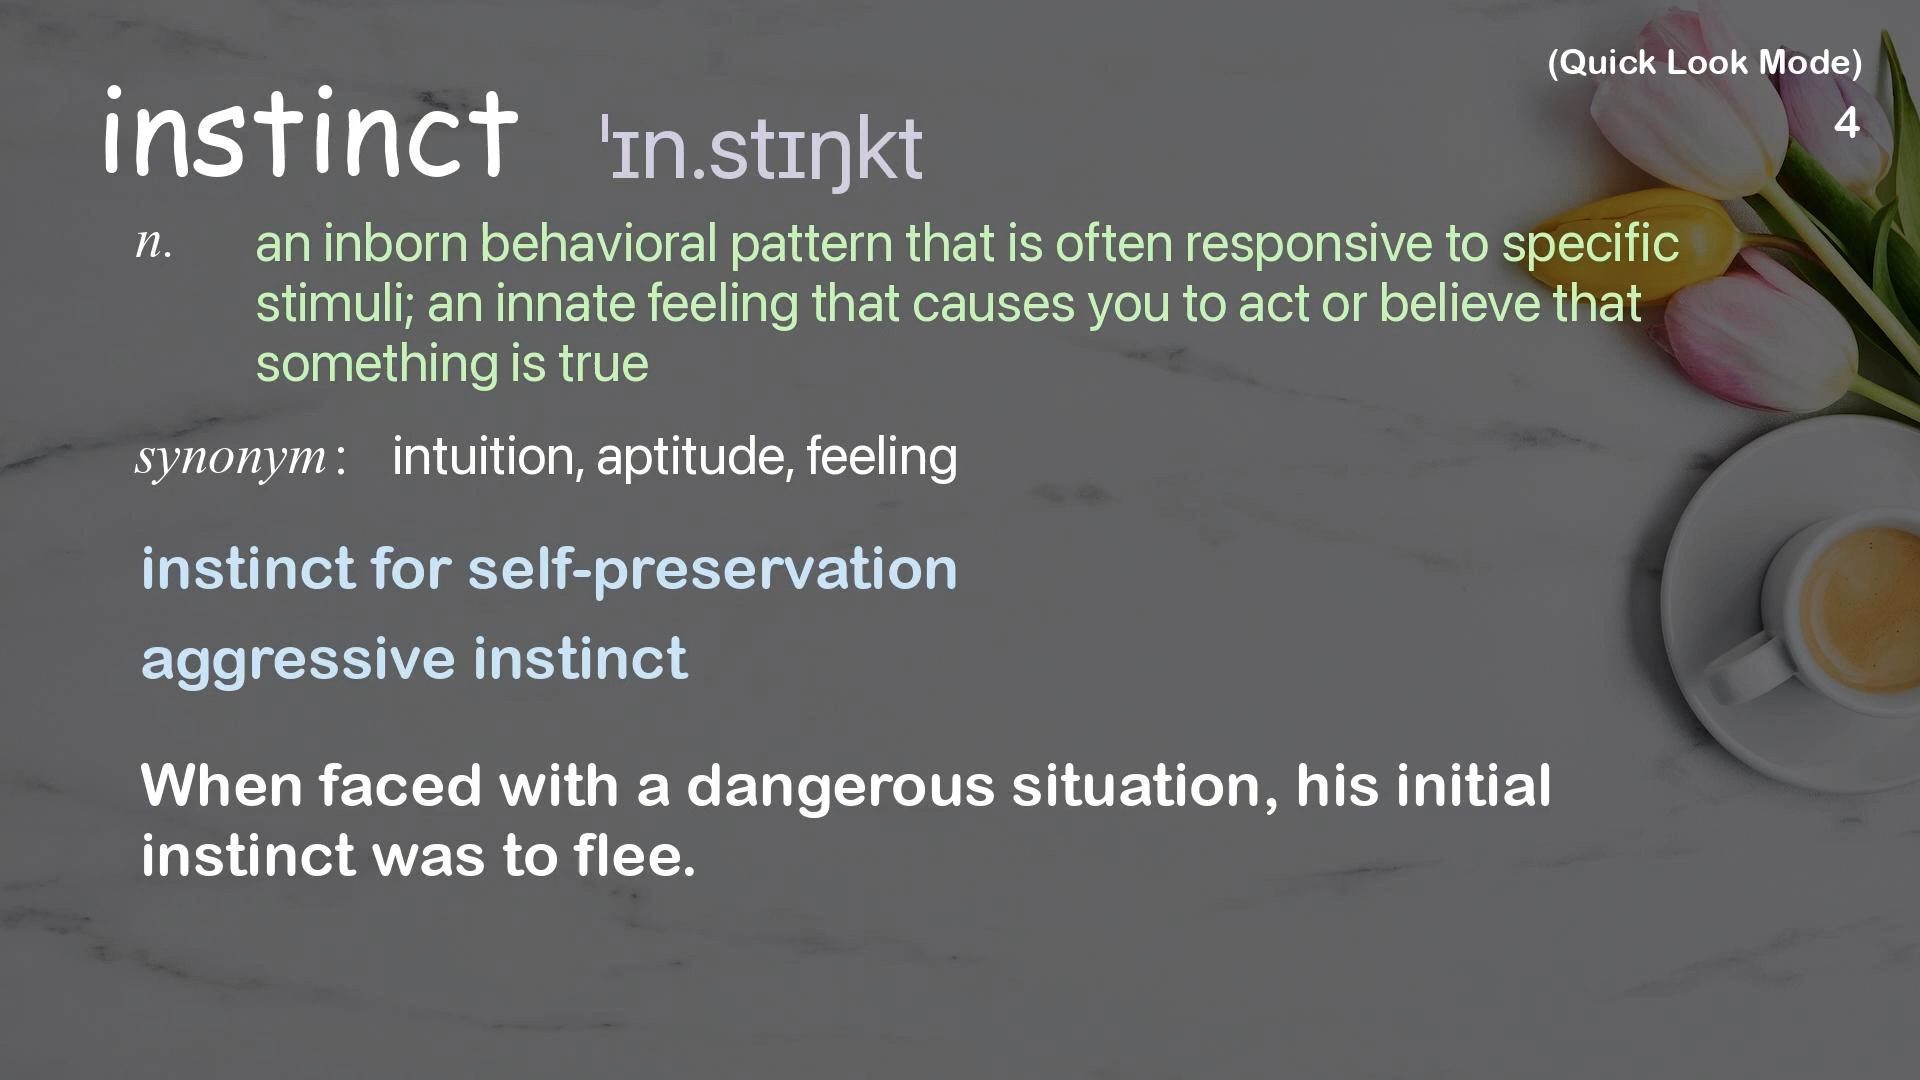 (Quick Look Mode)
4
instinct ˈɪn.stɪŋkt
n. an inborn behavioral pattern that is often responsive to specific
stimuli; an innate feeling that causes you to act or believe that
something is true
synonym: intuition, aptitude, feeling
instinct for self-preservation
aggressive instinct
When faced with a dangerous situation, his initial
instinct was to flee.